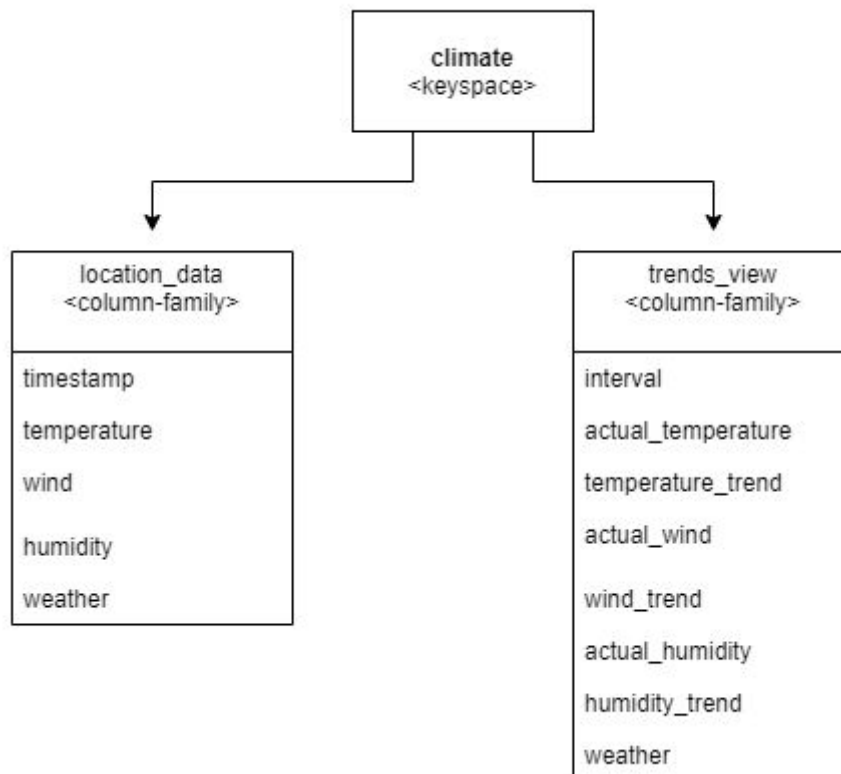 climate
<keyspace>
location_data
<column-family>
timestamp
temperature
wind
humidity
weather
trends_view
<column-family>
interval
actual_temperature
temperature_trend
actual_wind
wind_trend
actual_humidity
humidity_trend
weather